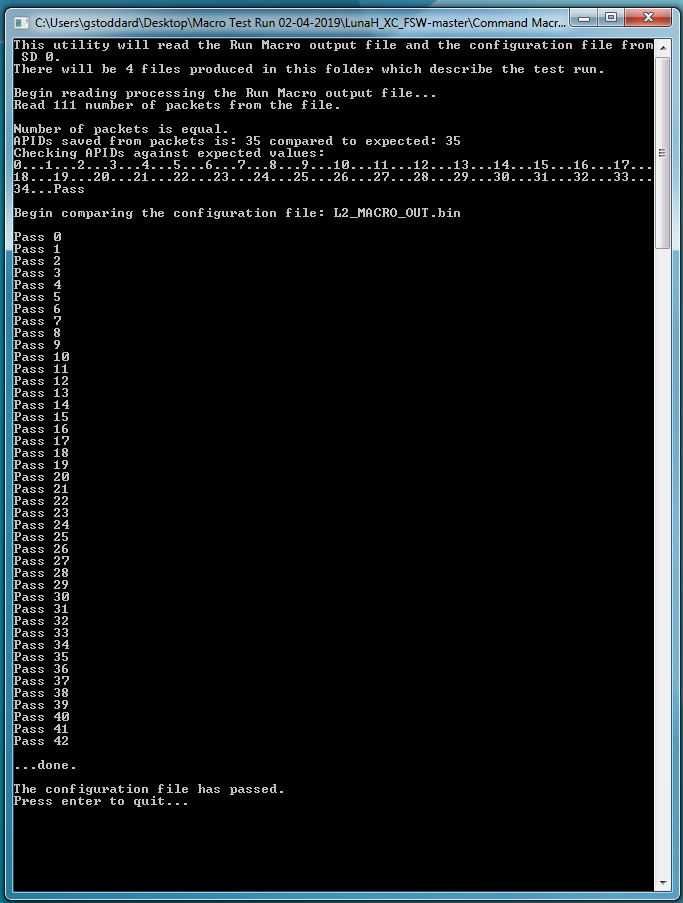 C:\Users\gstoddard\Desktop\Macro Test Run 02-04-2019\LunaH_XC_FSW-master\Command Macr...
This utility will read the Run Macro output file and the configuration file from
SD 0.
There will be 4 files produced in this folder which describe the test run.
Begin reading processing the Run Macro output file...
Read 111 number of packets from the file.
Number of packets is equal.
APIDs saved from packets is: 35 compared to expected: 35
Checking APIDs against expected values:
0...1...2...3...4...5...6...7...8...9...10...11...12...13...14...15...16...17...
18...19...20...21...22...23...24...25...26...27...28...29...30...31...32...33...
34...Pass
Begin comparing the configuration file: L2_MACRO_OUT.bin
Pass 0
Pass 1
Pass 2
Pass 3
Pass 4
Pass 5
Pass 6
Pass 7
Pass 8
Pass 9
Pass 10
Pass 11
Pass 12
Pass 13
Pass 14
Pass 15
Pass 16
Pass 17
Pass 18
Pass 19
Pass 20
Pass 21
Pass 22
Pass 23
Pass 24
Pass 25
Pass 26
Pass 27
Pass 28
Pass 29
Pass 30
Pass 31
Pass 32
Pass 33
Pass 34
Pass 35
Pass 36
Pass 37
Pass 38
Pass 39
Pass 40
Pass 41
Pass 42
...done.
The configuration file has passed.
Press enter to quit...